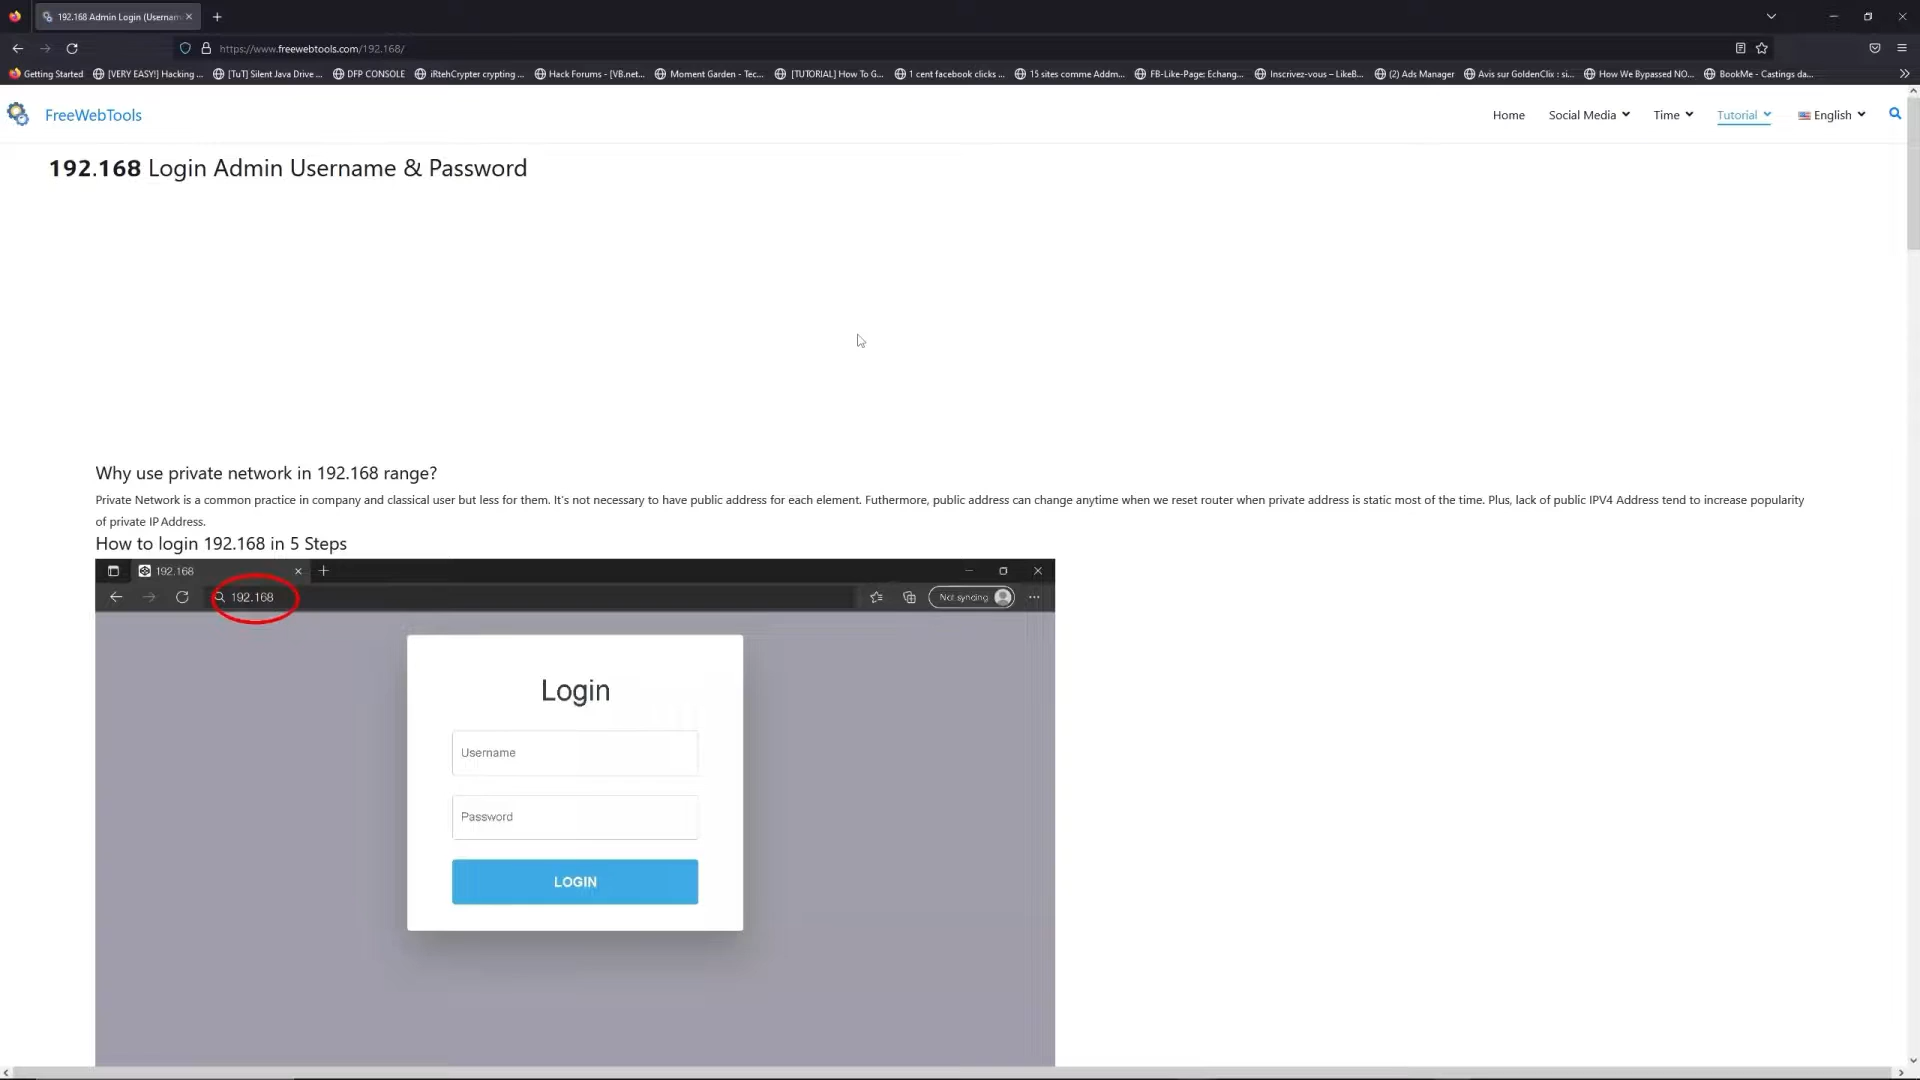 192.168 Admin Login (Usernam
https://www.freewebtools.com/192.168/
Getting Started
[VERY EASY!] Hacking ...
[TuT] Silent Java Drive ...
DFP CONSOLE
iRtehCrypter crypting ...
Hack Forums - [VB.net...
Moment Garden - Tec...
[TUTORIAL] How To G...
1 cent facebook clicks ...
15 sites comme Addm...
FB-Like-Page: Echang...
Inscrivez-vous – LikeB...
(2) Ads Manager
Avis sur GoldenClix : si...
How We Bypassed NO...
BookMe - Castings da...
FreeWebTools
Home
Social Media
Time
Tutorial
English
192.168 Login Admin Username & Password
Why use private network in 192.168 range?
Private Network is a common practice in company and classical user but less for them. It's not necessary to have public address for each element. Futhermore, public address can change anytime when we reset router when private address is static most of the time. Plus, lack of public IPV4 Address tend to increase popularity
of private IP Address.
How to login 192.168 in 5 Steps
192.168
192.168
Not syncing
Login
Username
Password
LOGIN